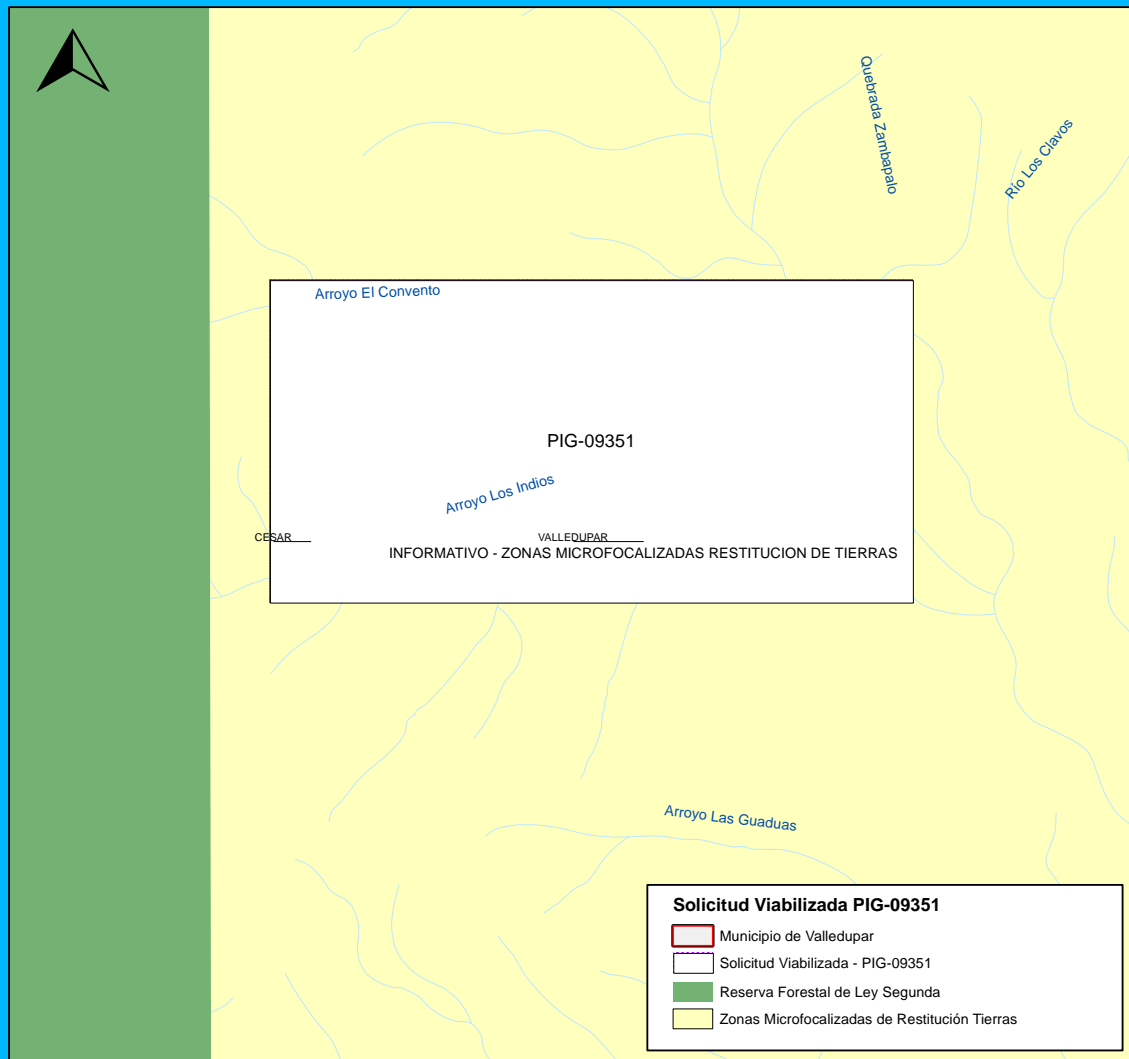 Quebrada Zambapalo
Río Los Clavos
Arroyo El Convento
PIG-09351
Arroyo Los Indios
CESAR
VALLEDUPAR
INFORMATIVO - ZONAS MICROFOCALIZADAS RESTITUCION DE TIERRAS
Arroyo Las Guaduas
Solicitud Viabilizada PIG-09351
Municipio de Valledupar
Solicitud Viabilizada - PIG-09351
Reserva Forestal de Ley Segunda
Zonas Microfocalizadas de Restitución Tierras